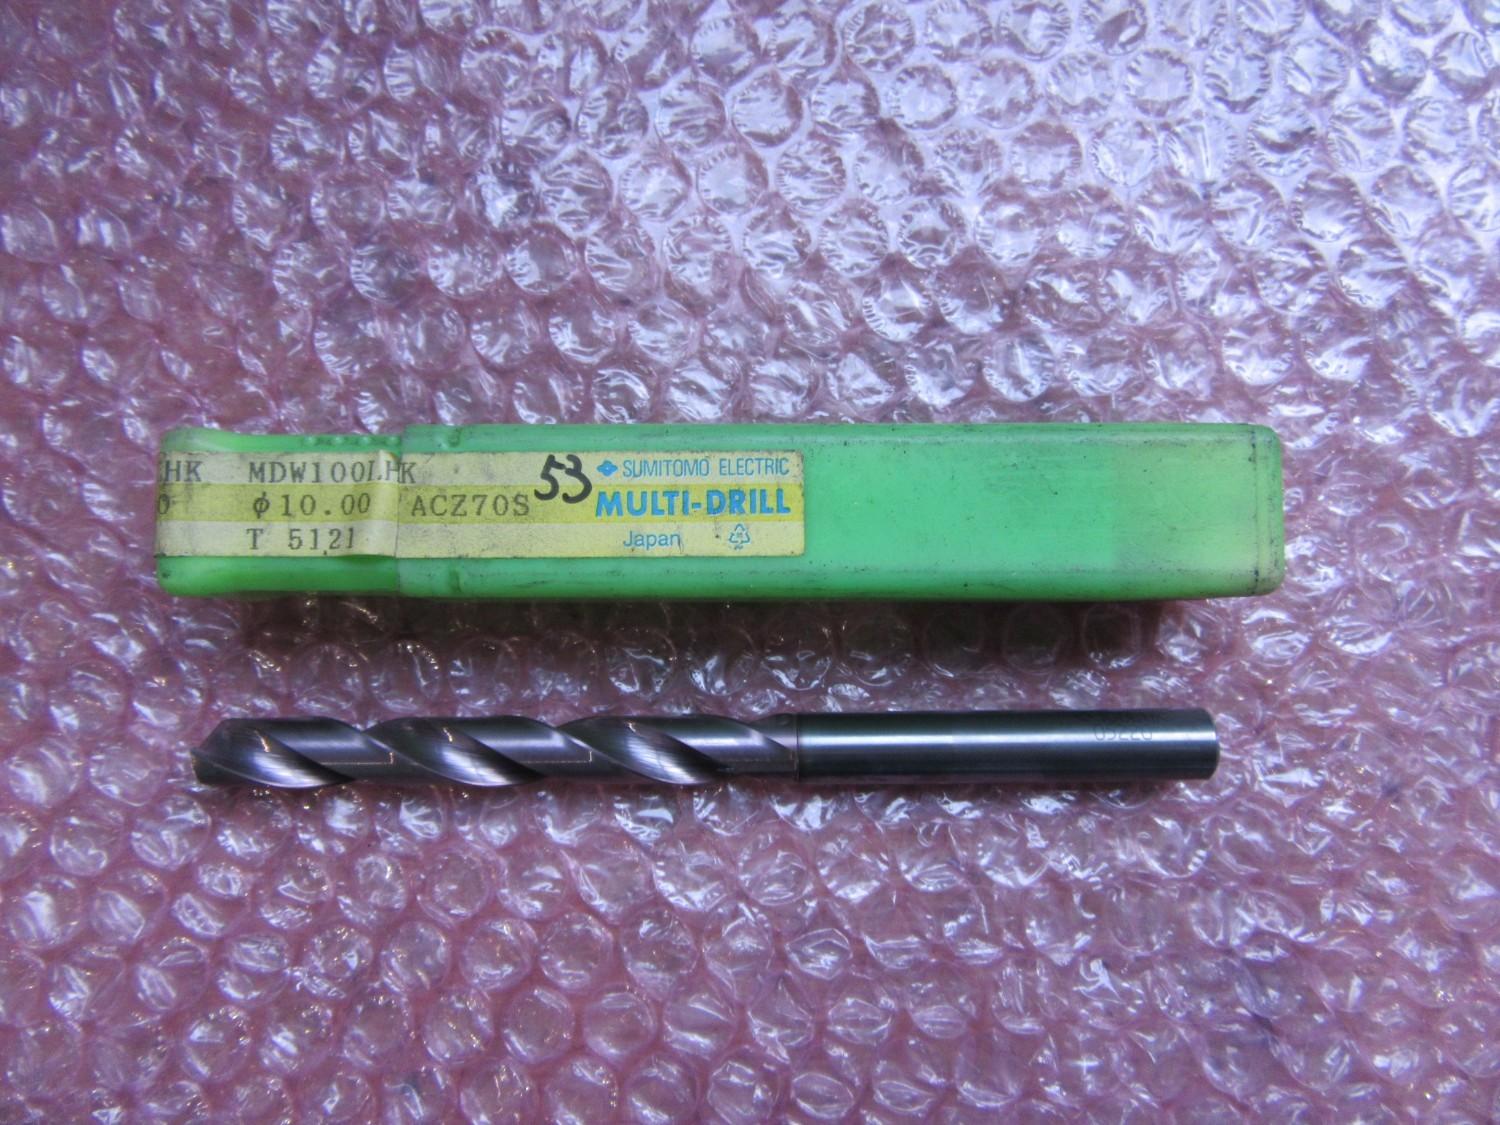 HK MDW100LHK
φ10.00 ACZ70S
T 5121
53
SUMITOMO ELECTRIC
MULTI-DRILL
Japan